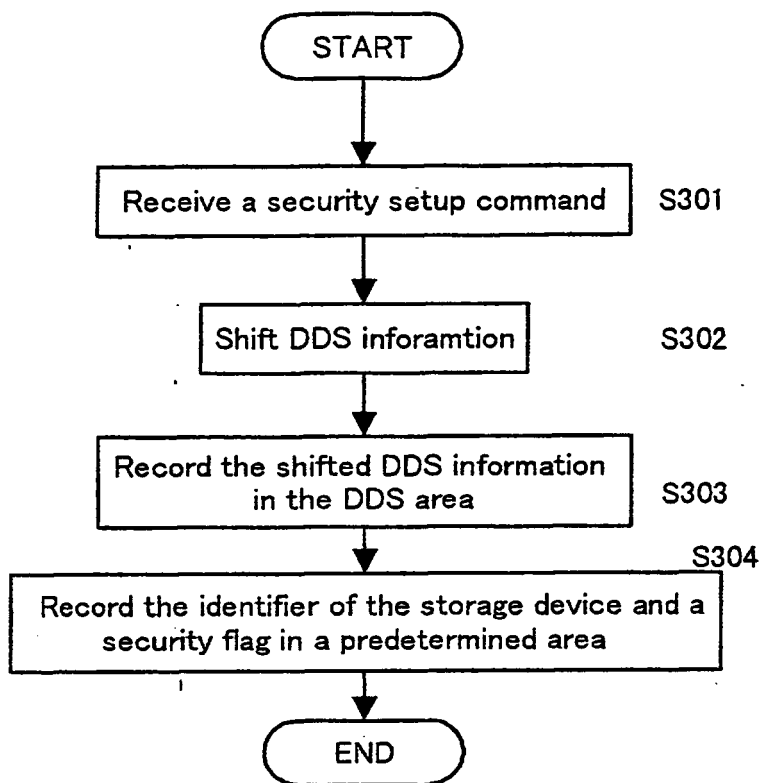 START
Receive a security setup command S301
Shift DDS inforamtion S302
Record the shifted DDS information
in the DDS area S303
S304
Record the identifier of the storage device and a
security flag in a predetermined area
END